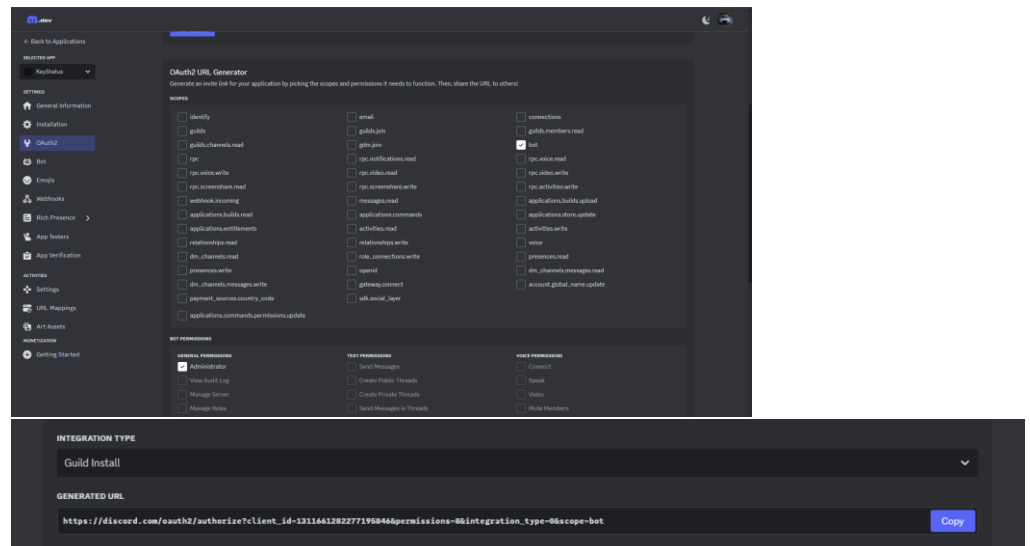 .dev
← Back to Applications
SELECTED APP
KeyStatus
SETTINGS
General Information
Installation
OAuth2
Bot
Emojis
Webhooks
Rich Presence
App Testers
App Verification
ACTIVITIES
Settings
URL Mappings
Art Assets
MONETIZATION
Getting Started
OAuth2 URL Generator
Generate an invite link for your application by picking the scopes and permissions it needs to function. Then, share the URL to others!
SCOPES
identify email connections
guilds guilds.join guilds.members.read
guilds.channels.read gdm.join bot
rpc rpc.notifications.read rpc.voice.read
rpc.voice.write rpc.video.read rpc.video.write
rpc.screenshare.read rpc.screenshare.write rpc.activities.write
webhook.incoming messages.read applications.builds.upload
applications.builds.read applications.commands applications.store.update
applications.entitlements activities.read activities.write
relationships.read relationships.write voice
dm_channels.read role_connections.write presences.read
presences.write openid dm_channels.messages.read
dm_channels.messages.write gateway.connect account.global_name.update
payment_sources.country_code sdk.social_layer
applications.commands.permissions.update
BOT PERMISSIONS
GENERAL PERMISSIONS TEXT PERMISSIONS VOICE PERMISSIONS
Administrator Send Messages Connect
View Audit Log Create Public Threads Speak
Manage Server Create Private Threads Video
Manage Roles Send Messages in Threads Mute Members
INTEGRATION TYPE
Guild Install
GENERATED URL
https://discord.com/oauth2/authorize?client_id=1311661282277195846&permissions=8&integration_type=0&scope=bot
Copy